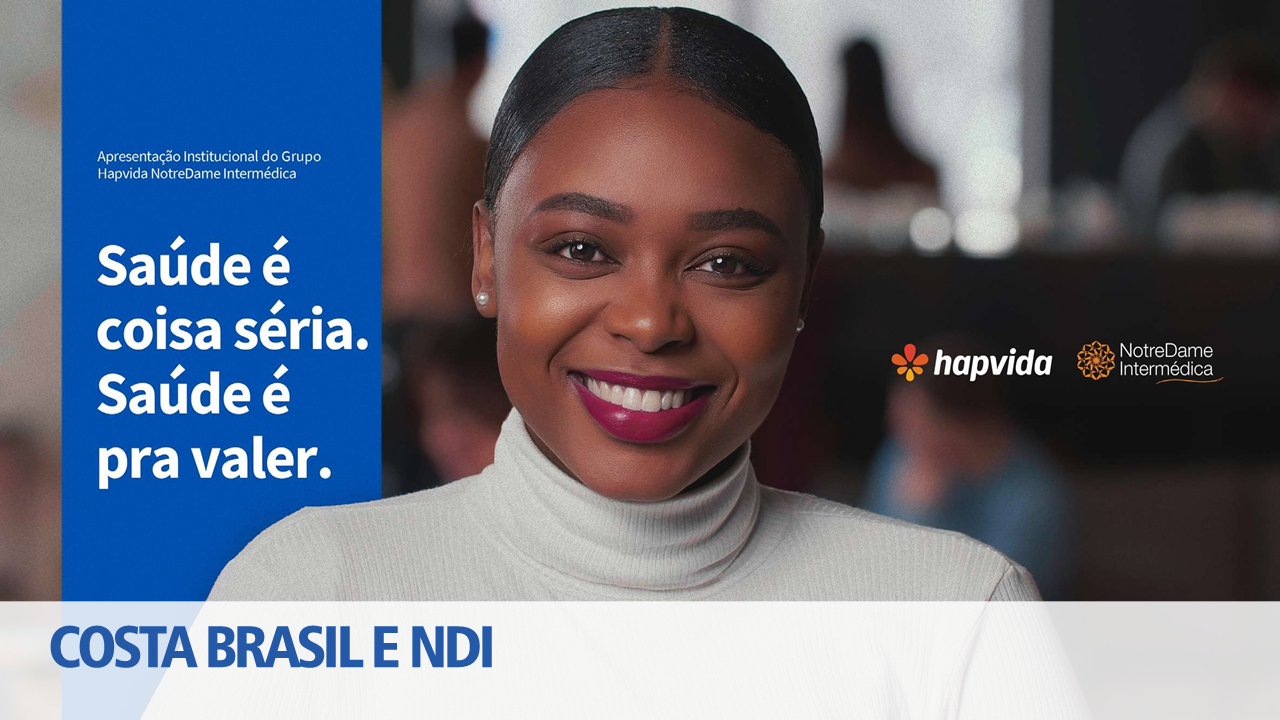 Apresentação Institucional do Grupo
Hapvida NotreDame Intermédica
Saúde é
coisa séria.
Saúde é
pra valer.
hapvida
NotreDame
Intermédica
COSTA BRASIL E NDI